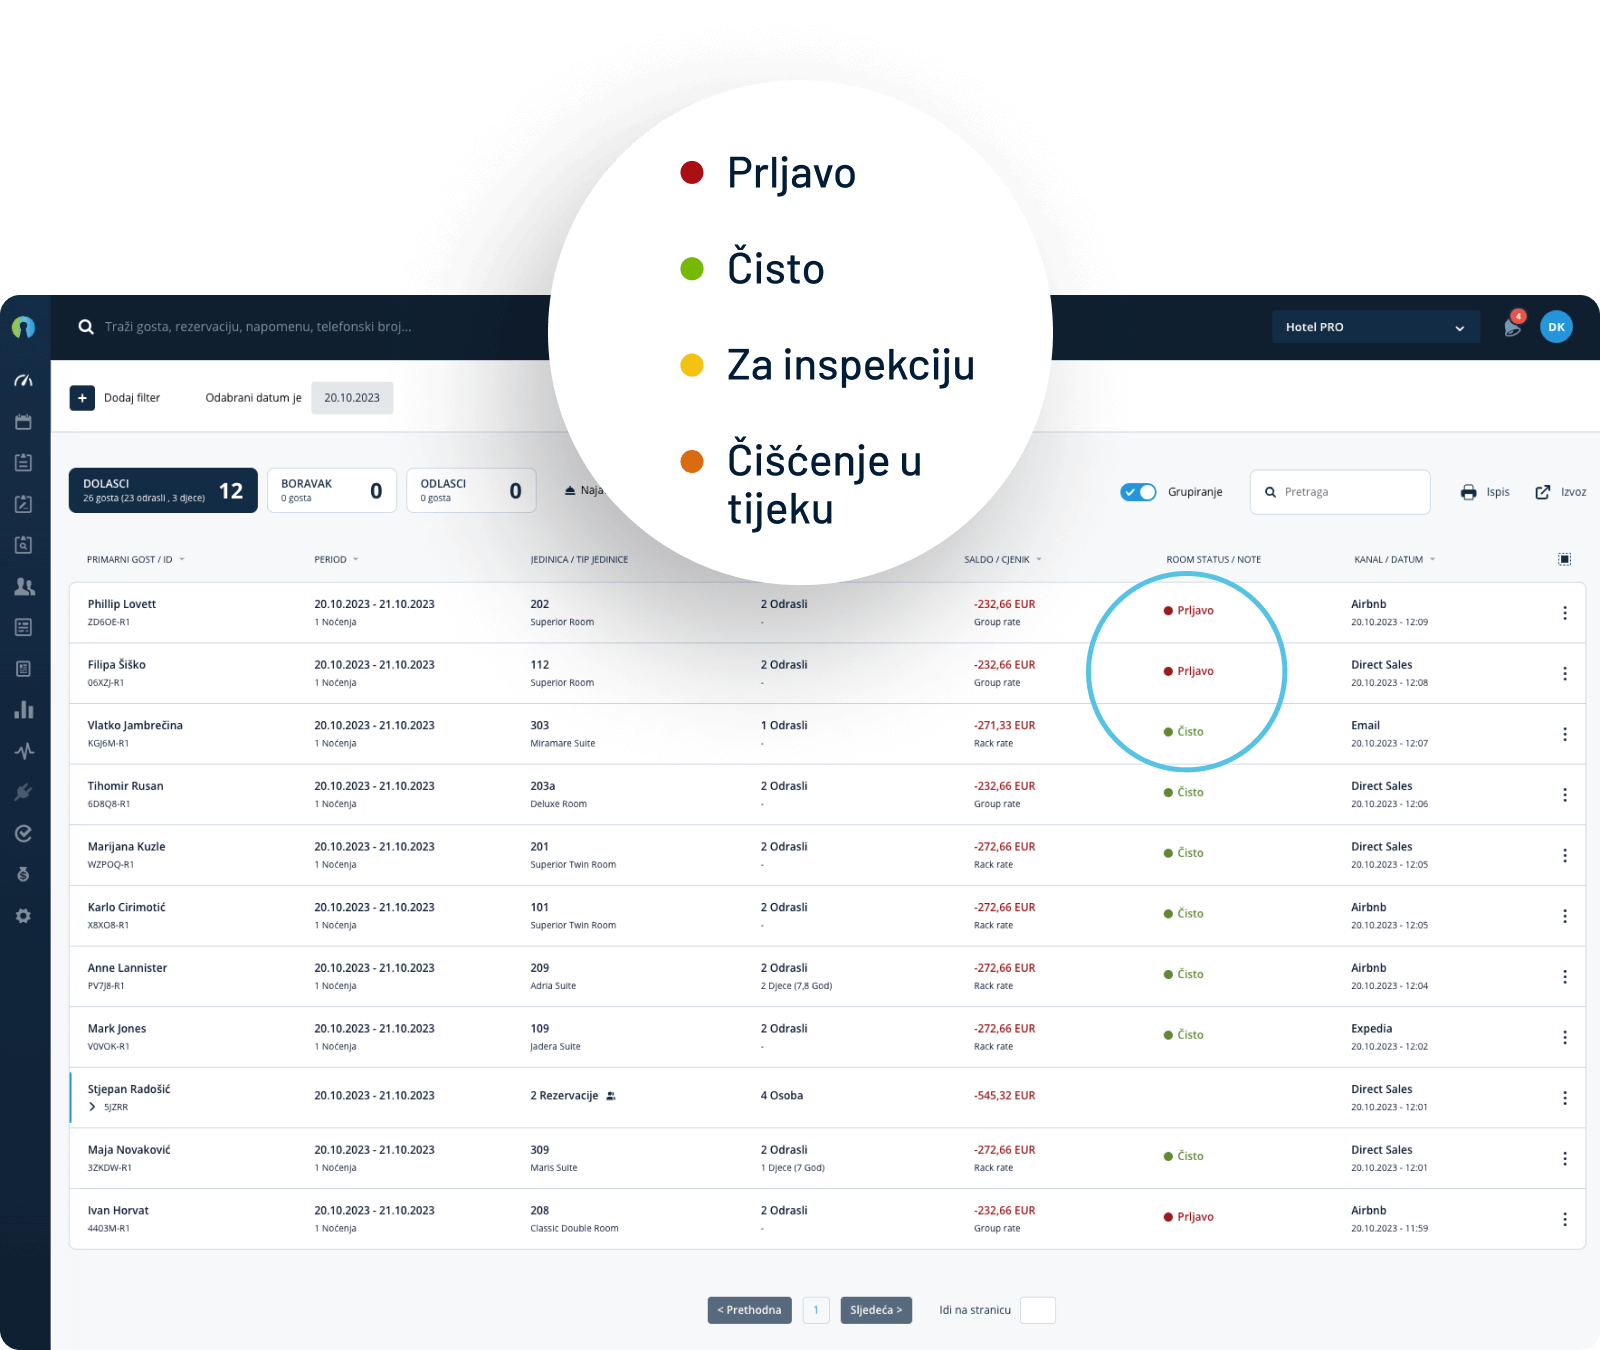 Prljavo
Čisto
Za inspekciju
Čišćenje u
tijeku
Traži gosta, rezervaciju, napomenu, telefonski broj...
Hotel PRO
4
DK
+ Dodaj filter
Odabrani datum je 20.10.2023
DOLASCI
26 gosta (23 odrasli , 3 djece)
12
BORAVAK
0 gosta
0
ODLASCI
0 gosta
0
Grupiranje
Pretraga
Ispis
Izvoz
PRIMARNI GOST / ID
PERIOD
JEDINICA / TIP JEDINICE
SALDO / CJENIK
ROOM STATUS / NOTE
KANAL / DATUM
Phillip Lovett 20.10.2023 - 21.10.2023 202 2 Odrasli -232,66 EUR Prljavo Airbnb
ZD6OE-R1 1 Noćenja Superior Room - Group rate 20.10.2023 - 12:09
Filipa Šiško 20.10.2023 - 21.10.2023 112 2 Odrasli -232,66 EUR Prljavo Direct Sales
06XZJ-R1 1 Noćenja Superior Room - Group rate 20.10.2023 - 12:08
Vlatko Jambrečina 20.10.2023 - 21.10.2023 303 1 Odrasli -271,33 EUR Čisto Email
KGJ6M-R1 1 Noćenja Miramare Suite - Rack rate 20.10.2023 - 12:07
Tihomir Rusan 20.10.2023 - 21.10.2023 203a 2 Odrasli -232,66 EUR Čisto Direct Sales
6D8Q8-R1 1 Noćenja Deluxe Room - Group rate 20.10.2023 - 12:06
Marijana Kuzle 20.10.2023 - 21.10.2023 201 2 Odrasli -272,66 EUR Čisto Direct Sales
WZPOQ-R1 1 Noćenja Superior Twin Room - Rack rate 20.10.2023 - 12:05
Karlo Cirimotić 20.10.2023 - 21.10.2023 101 2 Odrasli -272,66 EUR Čisto Airbnb
X8XO8-R1 1 Noćenja Superior Twin Room - Rack rate 20.10.2023 - 12:05
Anne Lannister 20.10.2023 - 21.10.2023 209 2 Odrasli -272,66 EUR Čisto Airbnb
PV7J8-R1 1 Noćenja Adria Suite 2 Djece (7,8 God) Rack rate 20.10.2023 - 12:04
Mark Jones 20.10.2023 - 21.10.2023 109 2 Odrasli -272,66 EUR Čisto Expedia
V0VOK-R1 1 Noćenja Jadera Suite - Rack rate 20.10.2023 - 12:02
Stjepan Radošić 20.10.2023 - 21.10.2023 2 Rezervacije 4 Osoba -545,32 EUR Direct Sales
5JZRR 20.10.2023 - 12:01
Maja Novaković 20.10.2023 - 21.10.2023 309 2 Odrasli -272,66 EUR Čisto Direct Sales
3ZKDW-R1 1 Noćenja Maris Suite 1 Djece (7 God) Rack rate 20.10.2023 - 12:01
Ivan Horvat 20.10.2023 - 21.10.2023 208 2 Odrasli -232,66 EUR Prljavo Airbnb
4403M-R1 1 Noćenja Classic Double Room - Group rate 20.10.2023 - 11:59
< Prethodna 1 Sljedeća > Idi na stranicu